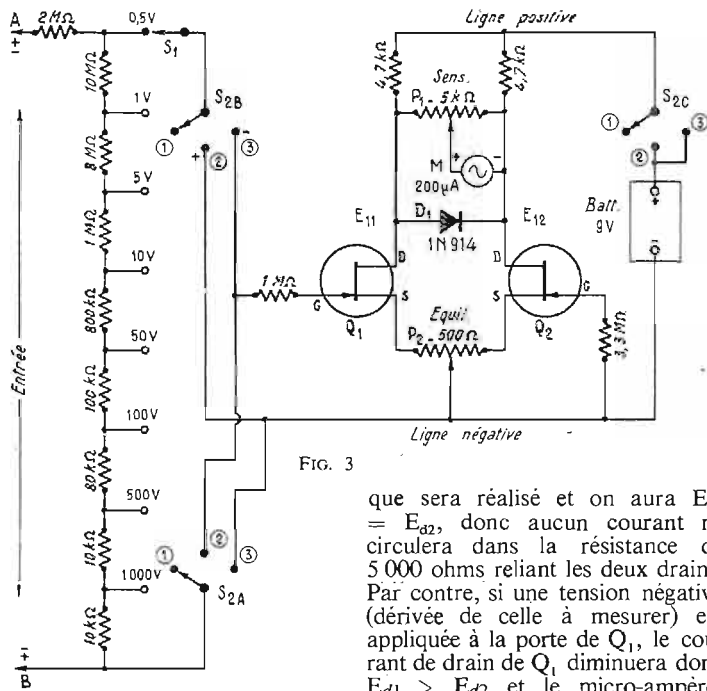 A
±
2MΩ
0,5V
S1
10MΩ
1V
8MΩ
5V
1MΩ
10V
800kΩ
50V
100kΩ
100V
80kΩ
500V
10kΩ
1000V
10kΩ
±
B
Entrée
S2B
①
+
②
③
-
1MΩ
②
①
③
S2A
Ligne positive
4,7kΩ
4,7kΩ
Sens.
P1_5kΩ
+
-
M
200µA
E11
D1
E12
1N914
D
D
G
S
S
G
Q1
Equil.
P2_500Ω
Q2
3,3MΩ
Ligne négative
S2C
①
③
②
+
Batt.
9V
-
FIG. 3
que sera réalisé et on aura E
= Ed2, donc aucun courant
circulera dans la résistance
5 000 ohms reliant les deux drain
Par contre, si une tension négativ
(dérivée de celle à mesurer)
appliquée à la porte de Q1, le cou
rant de drain de Q1 diminuera don
Ed1 > Ed2 et le micro-ampèr